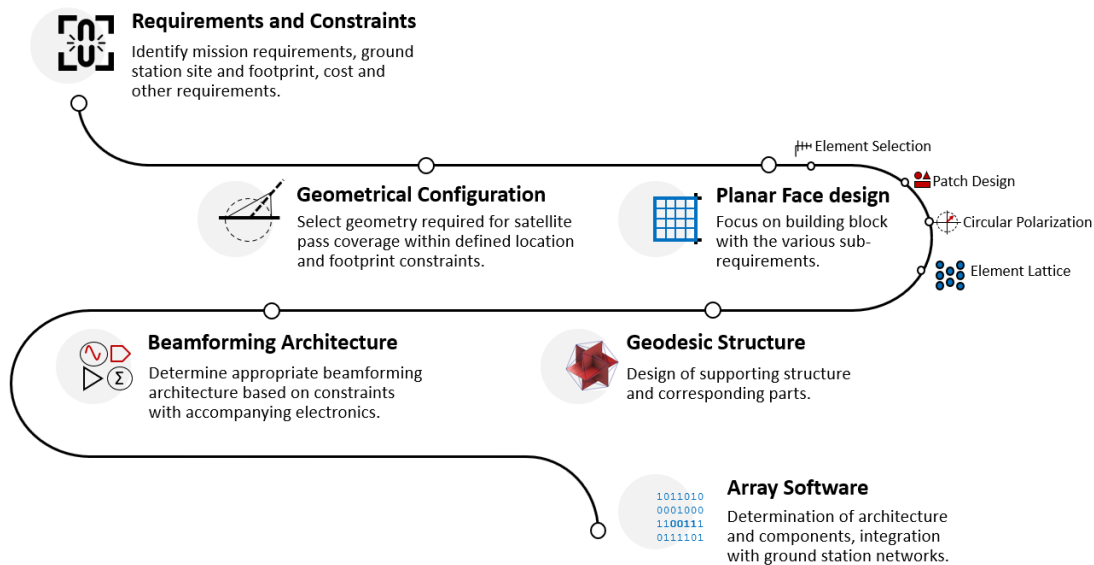 Requirements and Constraints
Identify mission requirements, ground
station site and footprint, cost and
other requirements.
Element Selection
Patch Design
Circular Polarization
Element Lattice
Geometrical Configuration
Select geometry required for satellite
pass coverage within defined location
and footprint constraints.
Planar Face design
Focus on building block
with the various sub-
requirements.
Beamforming Architecture
Determine appropriate beamforming
architecture based on constraints
with accompanying electronics.
Σ
Geodesic Structure
Design of supporting structure
and corresponding parts.
Array Software
Determination of architecture
and components, integration
with ground station networks.
1011010
0001000
1100111
0111101